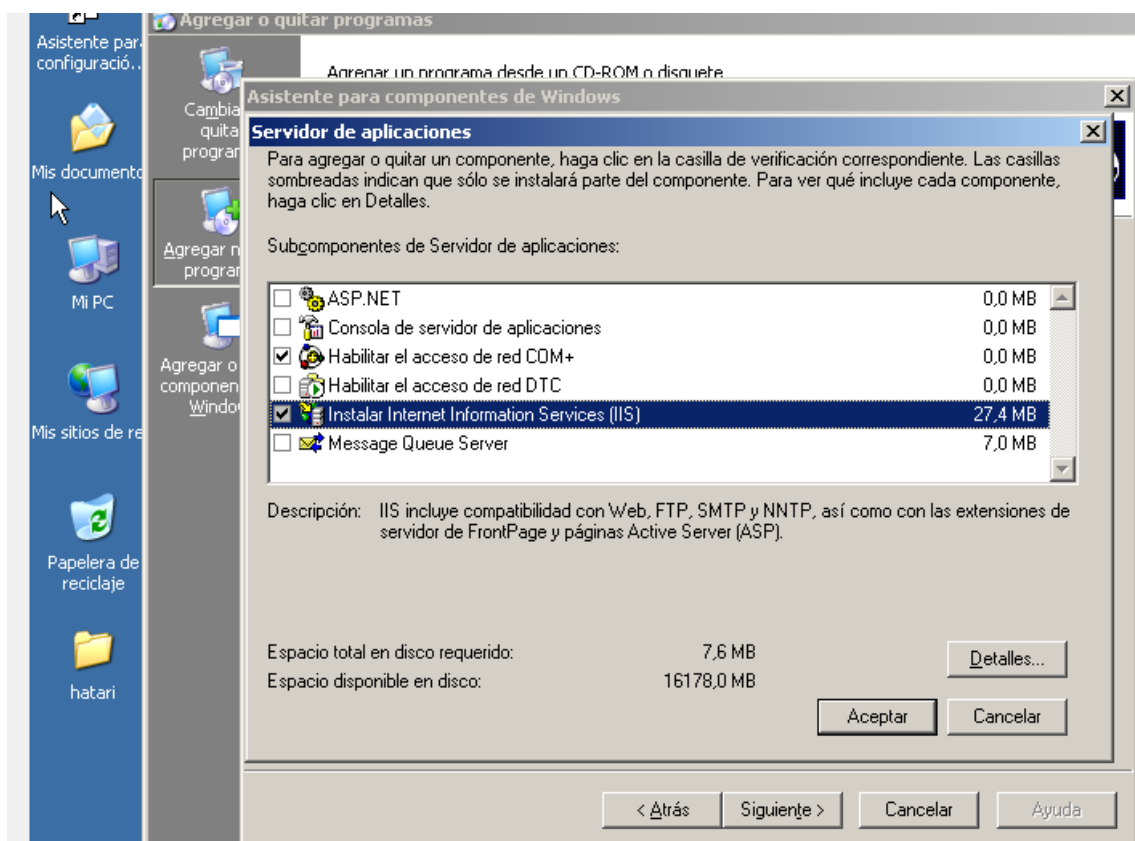 Agregar o quitar programas
Asistente par
configuració..
Mis documento
Mi PC
Mis sitios de re
Papelera de
reciclaje
hatari
Cambia
quita
prograr
Agregar n
prograr
Agregar o
componen
Windo
Agregar un programa desde un CD-ROM o disquete
Asistente para componentes de Windows
Servidor de aplicaciones
Para agregar o quitar un componente, haga clic en la casilla de verificación correspondiente. Las casillas
sombreadas indican que sólo se instalará parte del componente. Para ver qué incluye cada componente,
haga clic en Detalles.
Subcomponentes de Servidor de aplicaciones:
ASP.NET 0,0 MB
Consola de servidor de aplicaciones 0,0 MB
Habilitar el acceso de red COM+ 0,0 MB
Habilitar el acceso de red DTC 0,0 MB
Instalar Internet Information Services (IIS) 27,4 MB
Message Queue Server 7,0 MB
Descripción: IIS incluye compatibilidad con Web, FTP, SMTP y NNTP, así como con las extensiones de
servidor de FrontPage y páginas Active Server (ASP).
Espacio total en disco requerido: 7,6 MB
Espacio disponible en disco: 16178,0 MB
Detalles...
Aceptar Cancelar
< Atrás Siguiente > Cancelar Ayuda